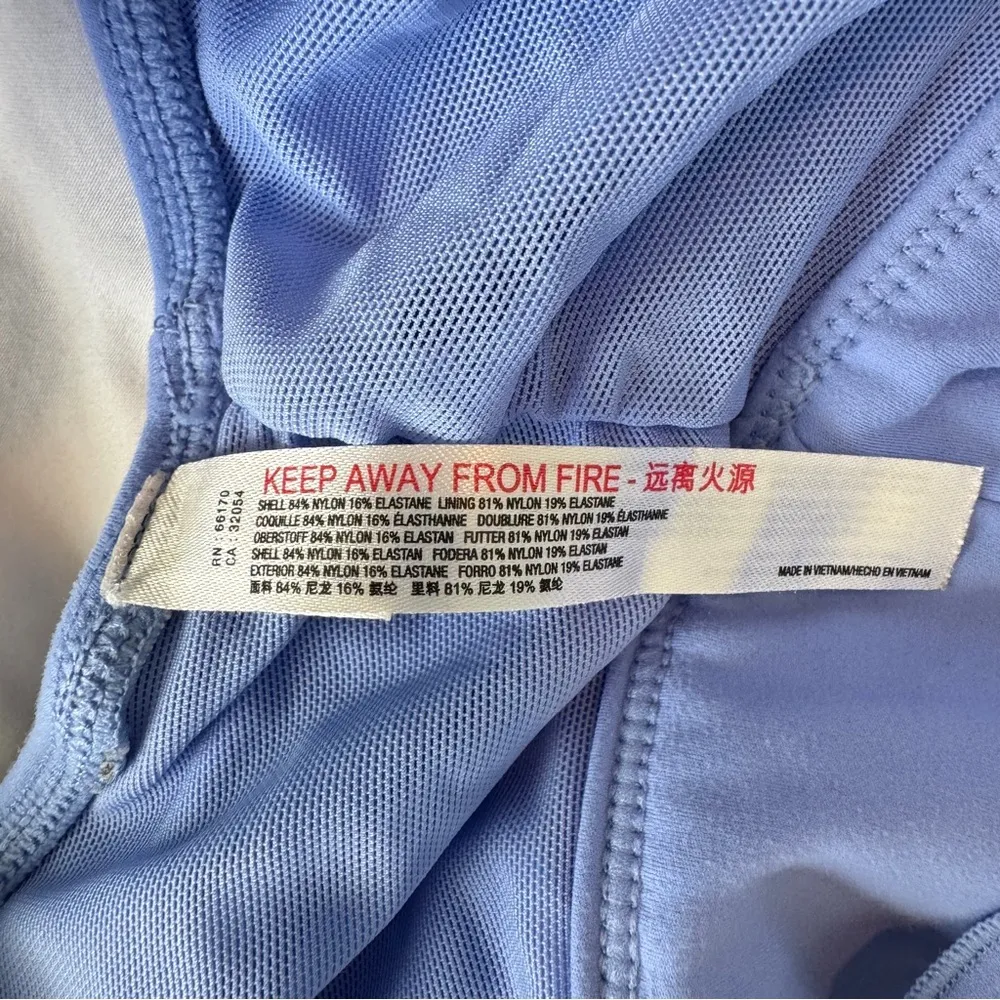 KEEP AWAY FROM FIRE - 远离火源
RN : 66170
CA : 32054
SHELL 84% NYLON 16% ELASTANE LINING 81% NYLON 19% ELASTANE
COQUILLE 84% NYLON 16% ÉLASTHANNE DOUBLURE 81% NYLON 19% ÉLASTHANNE
OBERSTOFF 84% NYLON 16% ELASTAN FUTTER 81% NYLON 19% ELASTAN
SHELL 84% NYLON 16% ELASTAN FODERA 81% NYLON 19% ELASTAN
EXTERIOR 84% NYLON 16% ELASTANE FORRO 81% NYLON 19% ELASTANE
面料 84% 尼龙 16% 氨纶 里料 81% 尼龙 19% 氨纶
MADE IN VIETNAM/HECHO EN VIETNAM